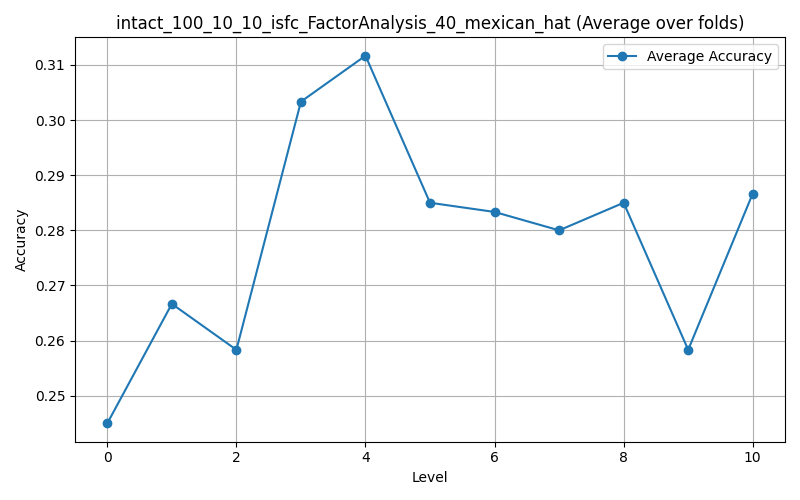 intact_100_10_10_isfc_FactorAnalysis_40_mexican_hat (Average over folds)
Average Accuracy
0.31
0.30
0.29
0.28
0.27
0.26
0.25
Accuracy
0 2 4 6 8 10
Level